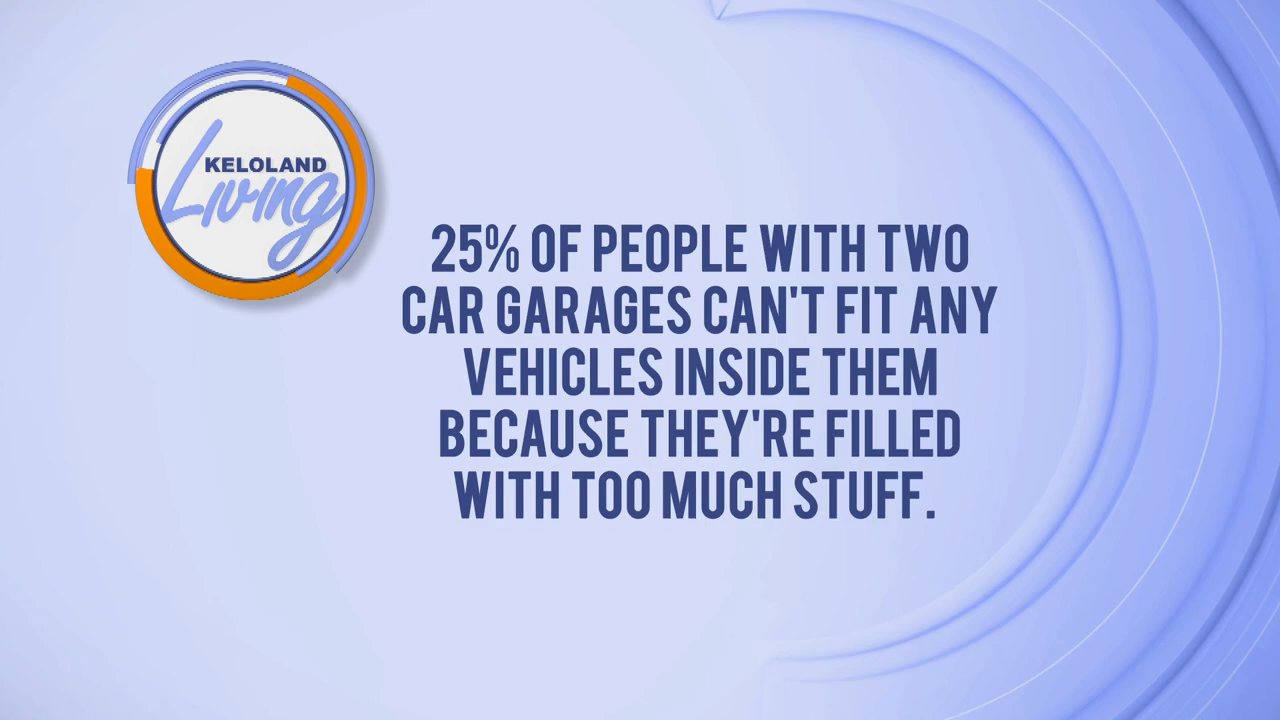 KELOLAND
Living
25% OF PEOPLE WITH TWO
CAR GARAGES CAN'T FIT ANY
VEHICLES INSIDE THEM
BECAUSE THEY'RE FILLED
WITH TOO MUCH STUFF.